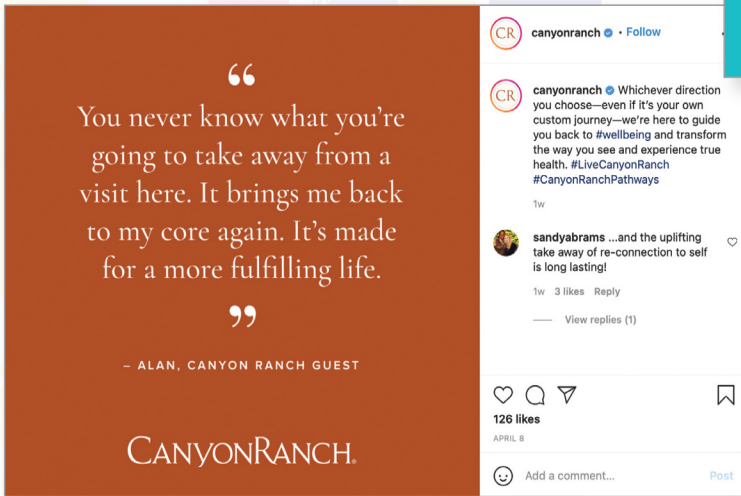 “
You never know what you’re
going to take away from a
visit here. It brings me back
to my core again. It’s made
for a more fulfilling life.
”
– ALAN, CANYON RANCH GUEST
CANYONRANCH®
CR canyonranch • Follow
CR canyonranch Whichever direction
you choose—even if it’s your own
custom journey—we’re here to guide
you back to #wellbeing and transform
the way you see and experience true
health. #LiveCanyonRanch
#CanyonRanchPathways
1w
sandyabrams ...and the uplifting
take away of re-connection to self
is long lasting!
1w 3 likes Reply
View replies (1)
126 likes
APRIL 8
Add a comment... Post